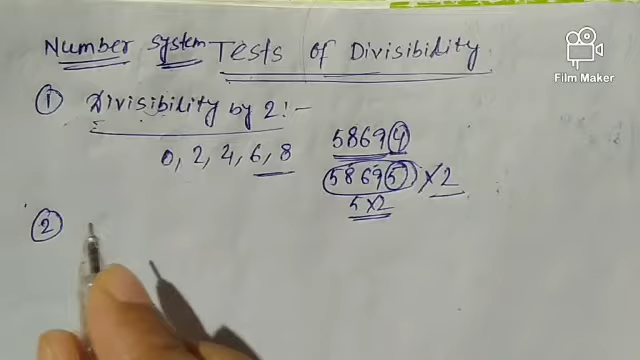 Number System Tests of Divisibility
① Divisibility by 2:-
0, 2, 4, 6, 8
58694
58695 × 2
5×2
②
Film Maker